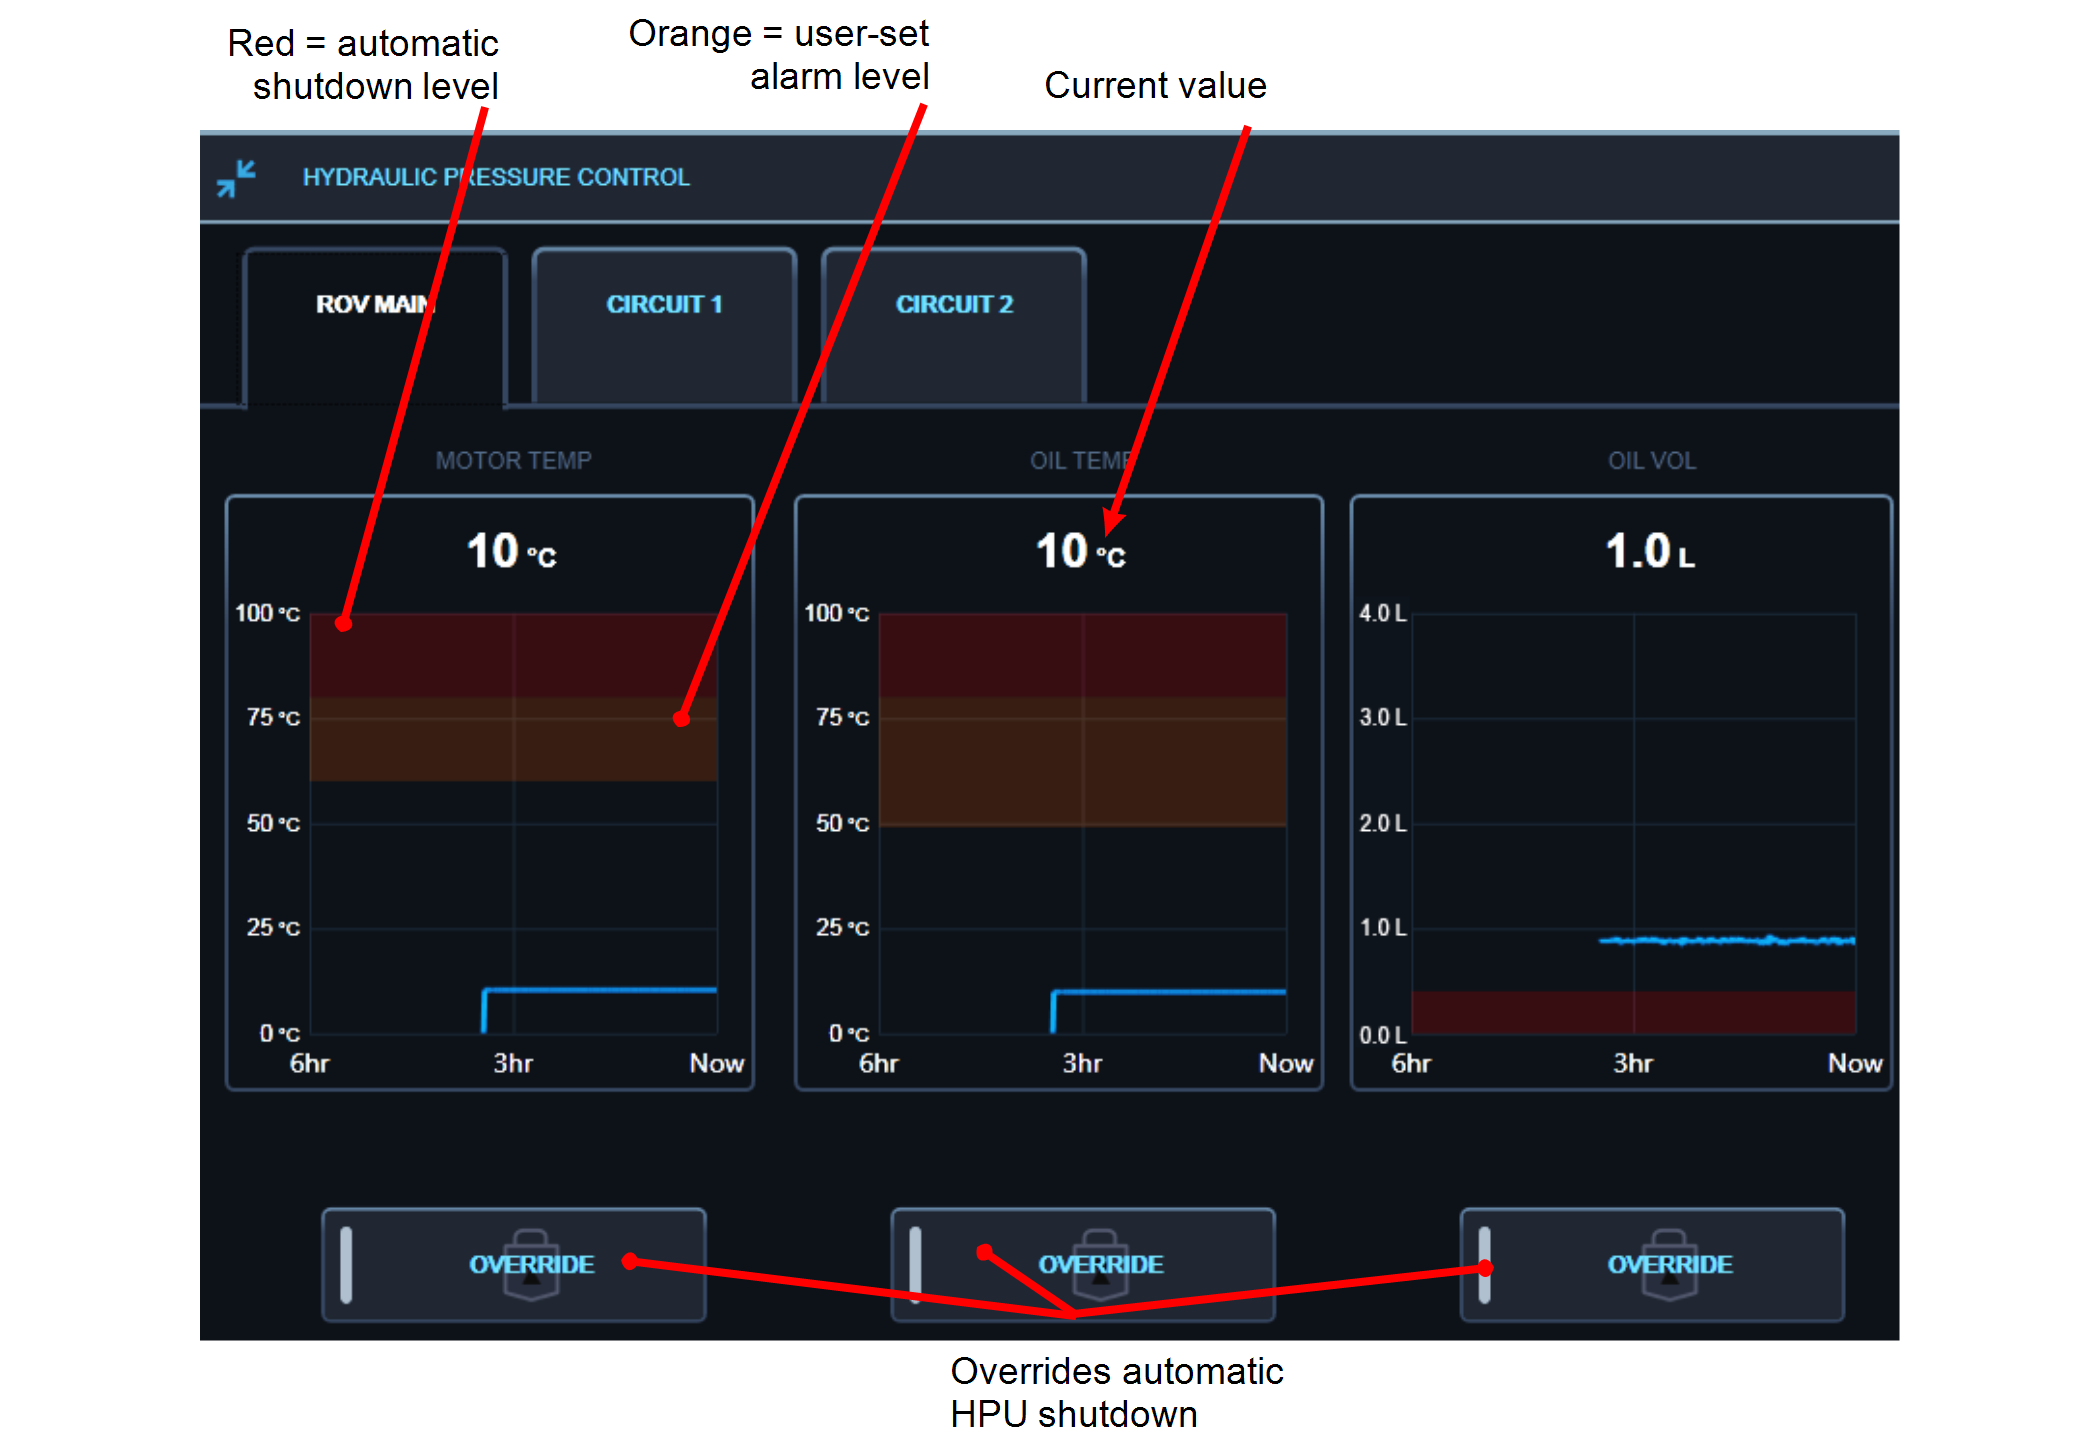 Red = automatic
shutdown level
Orange = user-set
alarm level
Current value
HYDRAULIC PRESSURE CONTROL
ROV MAIN
CIRCUIT 1
CIRCUIT 2
MOTOR TEMP
OIL TEMP
OIL VOL
10 °C
10 °C
1.0 L
100 °C
75 °C
50 °C
25 °C
0 °C
6hr
3hr
Now
100 °C
75 °C
50 °C
25 °C
0 °C
6hr
3hr
Now
4.0 L
3.0 L
2.0 L
1.0 L
0.0 L
6hr
3hr
Now
OVERRIDE
OVERRIDE
OVERRIDE
Overrides automatic
HPU shutdown